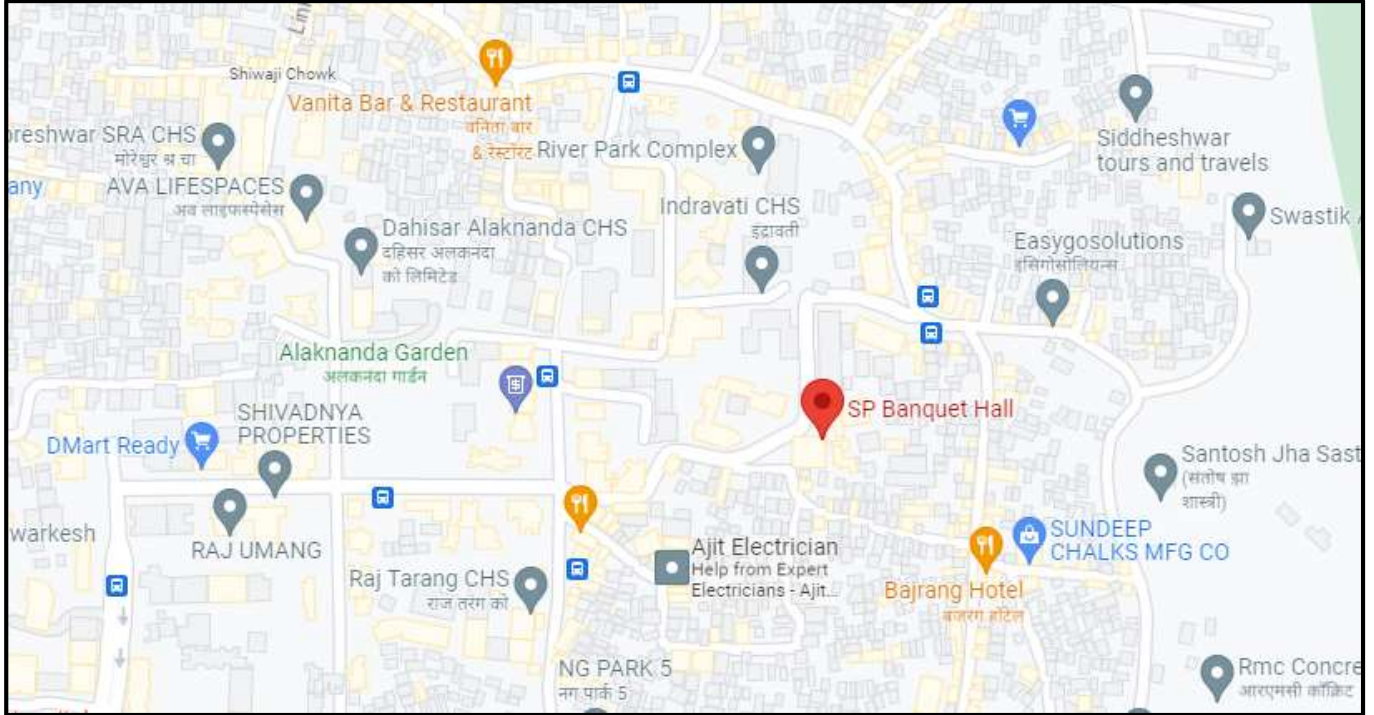 Shiwaji Chowk
Vanita Bar & Restaurant
वनिता बार
& रेस्टॉरंट
oreshwar SRA CHS
मोरेश्वर श्र चा
any
River Park Complex
Siddheshwar
tours and travels
AVA LIFESPACES
अव लाइफस्पेसेस
Dahisar Alaknanda CHS
दहिसर अलकनंदा
को लिमिटेड
Indravati CHS
इंद्रावती
Swastik
Easygosolutions
इसिगोसोलियन्स
Alaknanda Garden
अलकनंदा गार्डन
SHIVADNYA
PROPERTIES
SP Banquet Hall
DMart Ready
Santosh Jha Sast
(संतोष झा
शास्त्री)
warkesh
RAJ UMANG
Ajit Electrician
Help from Expert
Electricians - Ajit...
SUNDEEP
CHALKS MFG CO
Raj Tarang CHS
राज तरंग को
Bajrang Hotel
बजरंग हॉटेल
NG PARK 5
नग पार्क 5
Rmc Concre
आरएमसी कॉंक्रिट